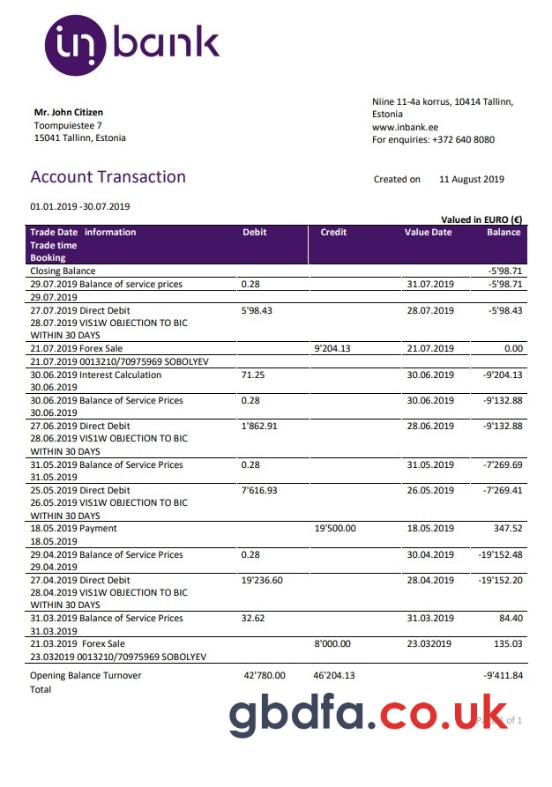 inbank
Mr. John Citizen
Toompuiestee 7
15041 Tallinn, Estonia
Niine 11-4a korrus, 10414 Tallinn,
Estonia
www.inbank.ee
For enquiries: +372 640 8080
Account Transaction
Created on 11 August 2019
01.01.2019 -30.07.2019
Valued in EURO (€)
Trade Date information Debit Credit Value Date Balance
Trade time
Booking
Closing Balance -5'98.71
29.07.2019 Balance of service prices 0.28 31.07.2019 -5'98.71
29.07.2019
27.07.2019 Direct Debit 5'98.43 28.07.2019 -5'98.43
28.07.2019 VIS1W OBJECTION TO BIC
WITHIN 30 DAYS
21.07.2019 Forex Sale 9'204.13 21.07.2019 0.00
21.07.2019 0013210/70975969 SOBOLYEV
30.06.2019 Interest Calculation 71.25 30.06.2019 -9'204.13
30.06.2019
30.06.2019 Balance of Service Prices 0.28 30.06.2019 -9'132.88
30.06.2019
27.06.2019 Direct Debit 1'862.91 28.06.2019 -9'132.88
28.06.2019 VIS1W OBJECTION TO BIC
WITHIN 30 DAYS
31.05.2019 Balance of Service Prices 0.28 31.05.2019 -7'269.69
31.05.2019
25.05.2019 Direct Debit 7'616.93 26.05.2019 -7'269.41
26.05.2019 VIS1W OBJECTION TO BIC
WITHIN 30 DAYS
18.05.2019 Payment 19'500.00 18.05.2019 347.52
18.05.2019
29.04.2019 Balance of Service Prices 0.28 30.04.2019 -19'152.48
29.04.2019
27.04.2019 Direct Debit 19'236.60 28.04.2019 -19'152.20
28.04.2019 VIS1W OBJECTION TO BIC
WITHIN 30 DAYS
31.03.2019 Balance of Service Prices 32.62 31.03.2019 84.40
31.03.2019
21.03.2019 Forex Sale 8'000.00 23.032019 135.03
23.032019 0013210/70975969 SOBOLYEV
Opening Balance Turnover 42'780.00 46'204.13 -9'411.84
Total
gbdfa.co.uk
of 1